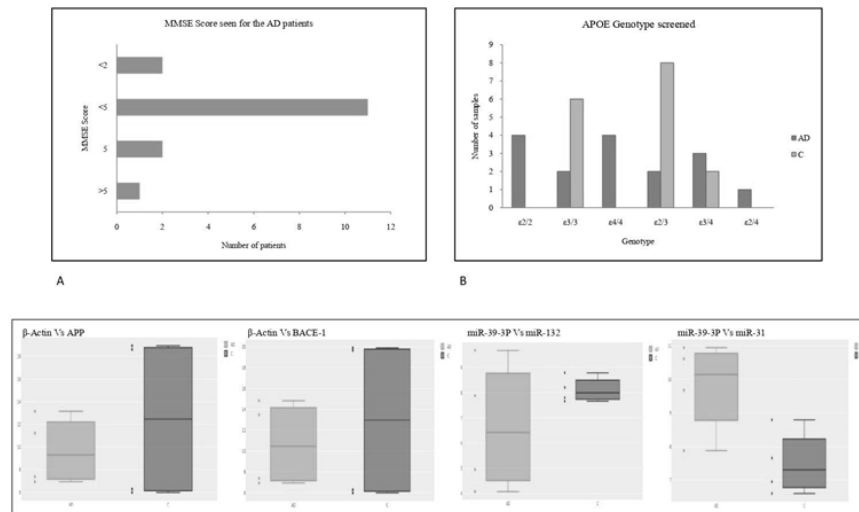 MMSE Score seen for the AD patients
MMSE Score
<2
<5
5
>5
0 2 4 6 8 10 12
Number of patients
A
APOE Genotype screened
Number of samples
9
8
7
6
5
4
3
2
1
0
ε2/2 ε3/3 ε4/4 ε2/3 ε3/4 ε2/4
Genotype
AD
C
B
β-Actin Vs APP
β-Actin Vs BACE-1
miR-39-3P Vs miR-132
miR-39-3P Vs miR-31